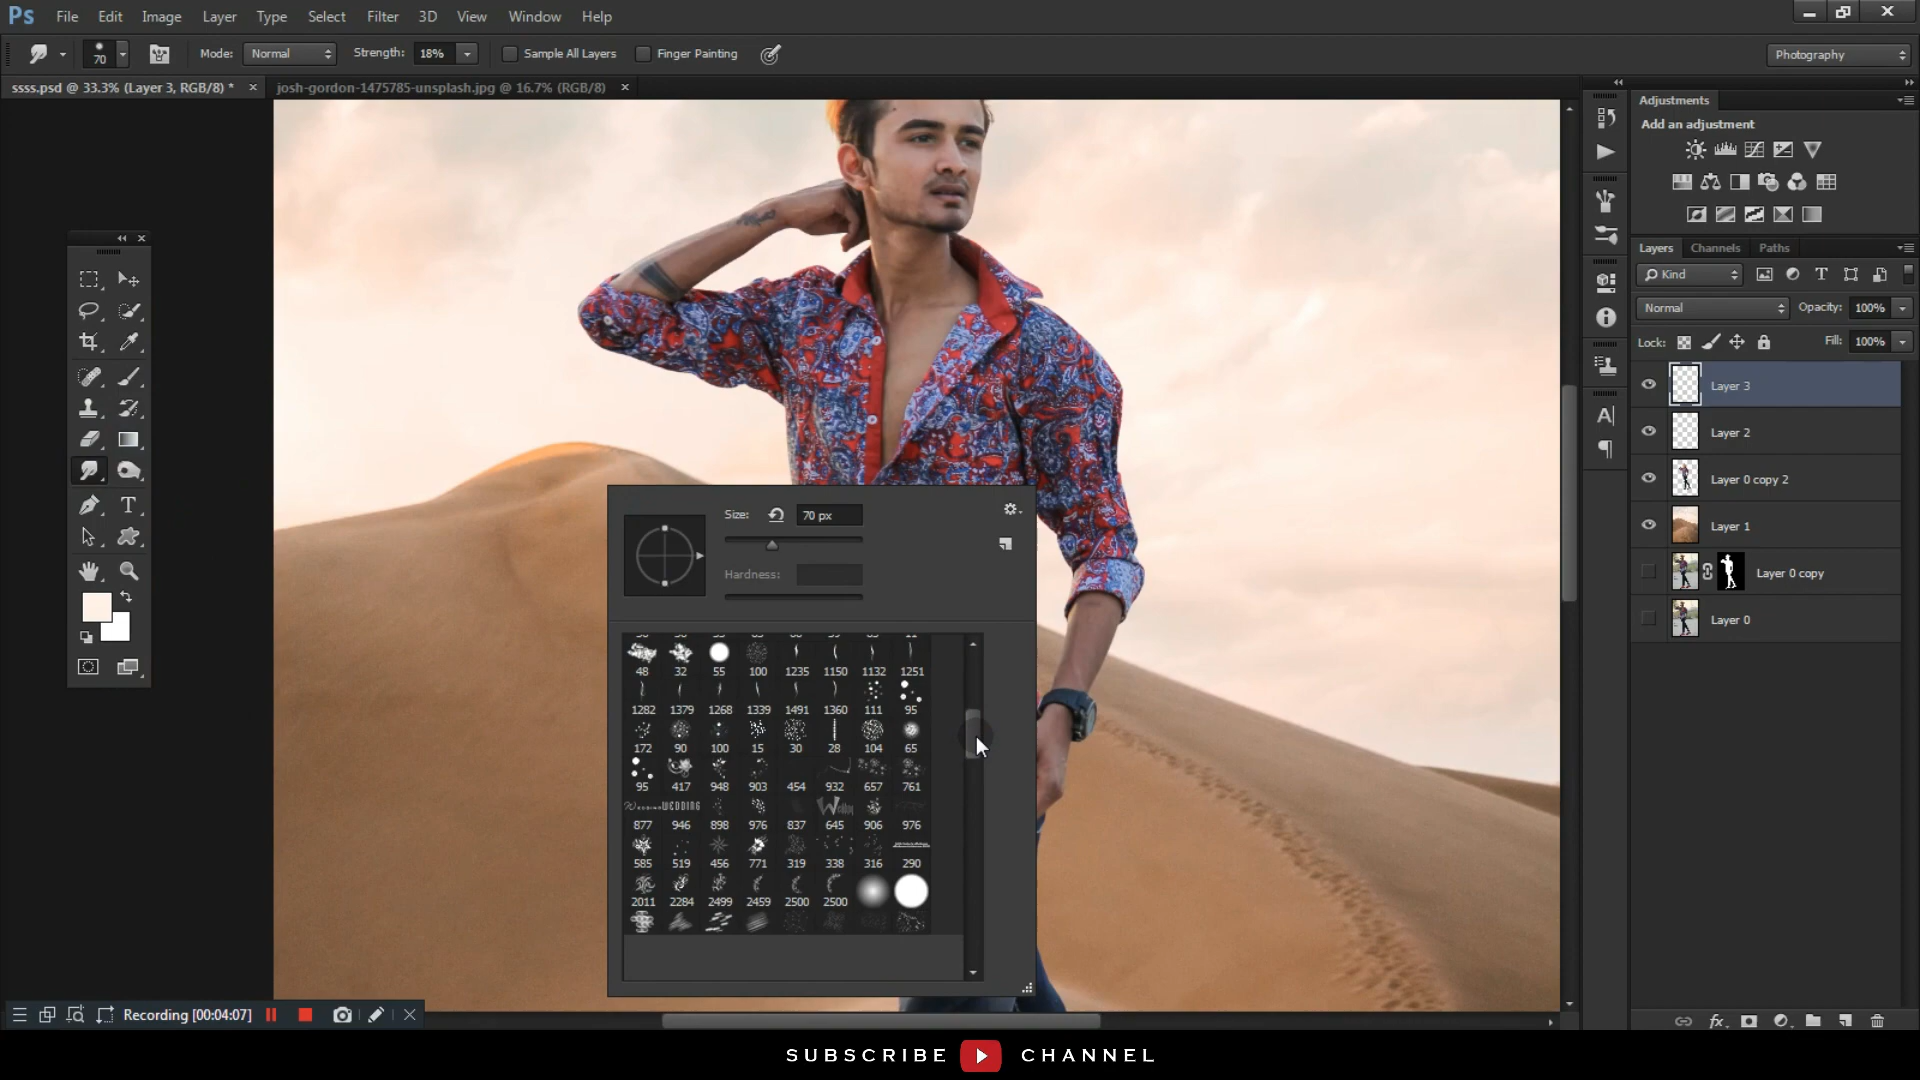 Ps File Edit Image Layer Type Select Filter 3D View Window Help
70 Mode: Normal Strength: 18% Sample All Layers Finger Painting Photography
ssss.psd @ 33.3% (Layer 3, RGB/8) * × josh-gordon-1475785-unsplash.jpg @ 16.7% (RGB/8) ×
Adjustments
Add an adjustment
Layers Channels Paths
Kind
Normal Opacity: 100%
Lock: Fill: 100%
Layer 3
Layer 2
Layer 0 copy 2
Layer 1
Layer 0 copy
Layer 0
Size: 70 px
Hardness:
48 32 55 100 1235 1150 1132 1251
1282 1379 1268 1339 1491 1360 111 95
172 90 100 15 30 28 104 65
95 417 948 903 454 932 657 761
877 946 898 976 837 645 906 976
585 519 456 771 319 338 316 290
2011 2284 2499 2459 2500 2500
Recording [00:04:07]
SUBSCRIBE CHANNEL